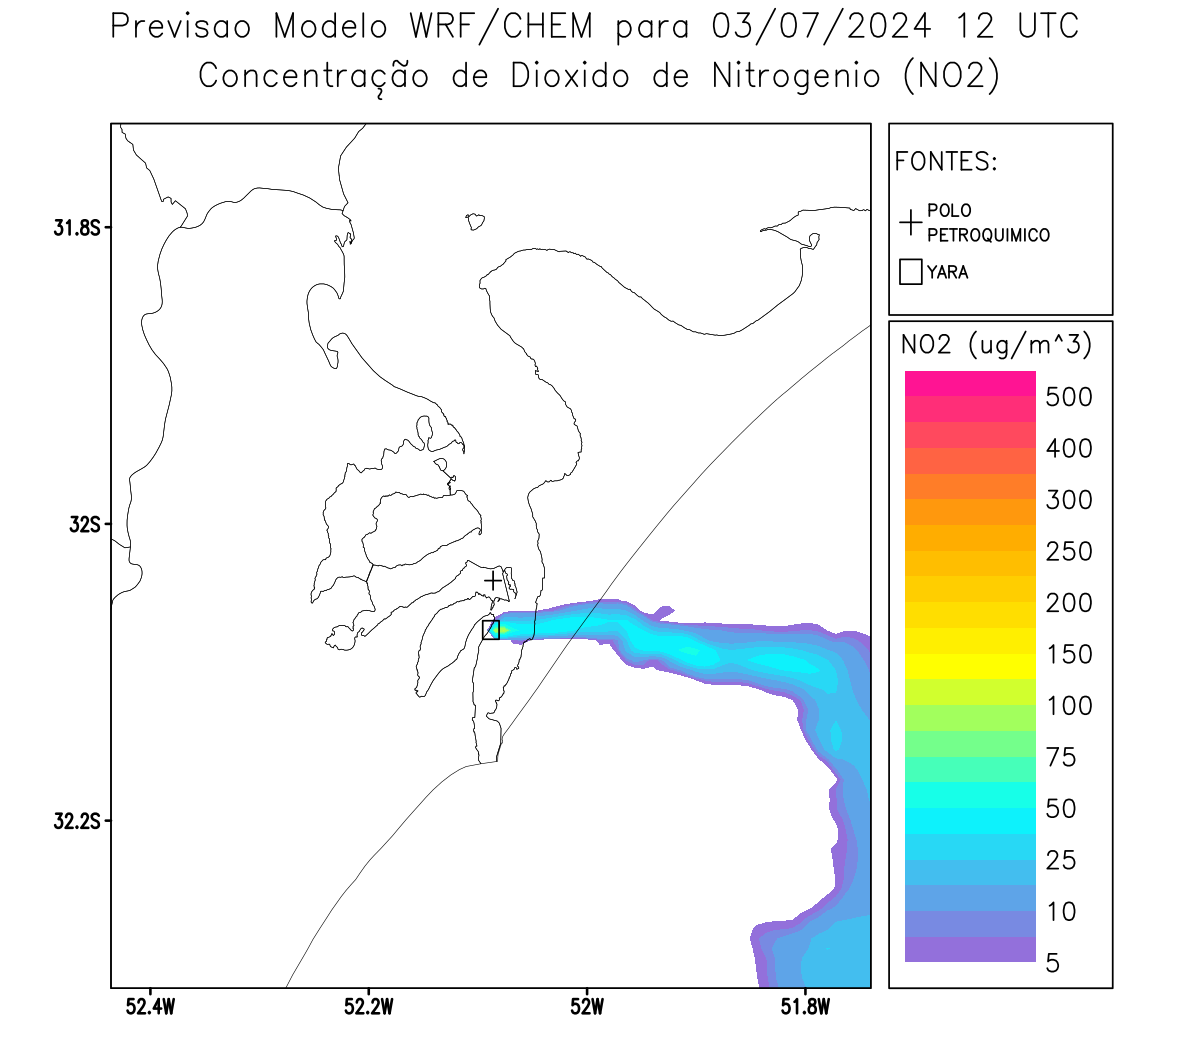 Previsao Modelo WRF/CHEM para 03/07/2024 12 UTC
Concentração de Dioxido de Nitrogenio (NO2)
FONTES:
POLO
PETROQUIMICO
YARA
31.8S
32S
32.2S
52.4W
52.2W
52W
51.8W
NO2 (ug/m^3)
500
400
300
250
200
150
100
75
50
25
10
5